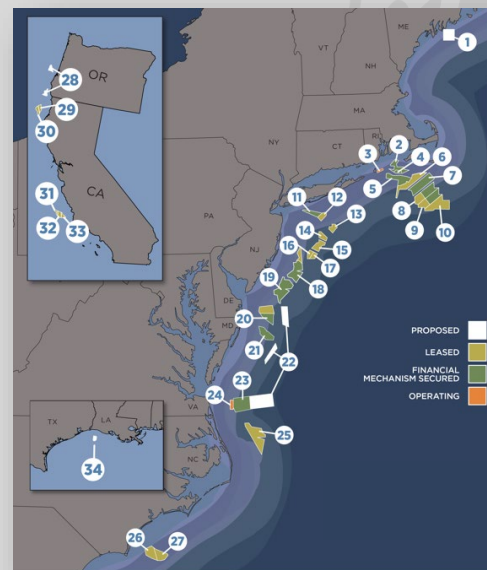 ME
1
VT
NH
OR
28
29
30
MA
CT
RI
2
3
4
6
NY
CA
5
7
31
32
33
8
9
10
11
12
13
PA
14
15
NJ
16
17
18
19
DE
MD
20
21
22
PROPOSED
LEASED
FINANCIAL
MECHANISM SECURED
OPERATING
TX
LA
34
VA
24
23
25
NC
26
27